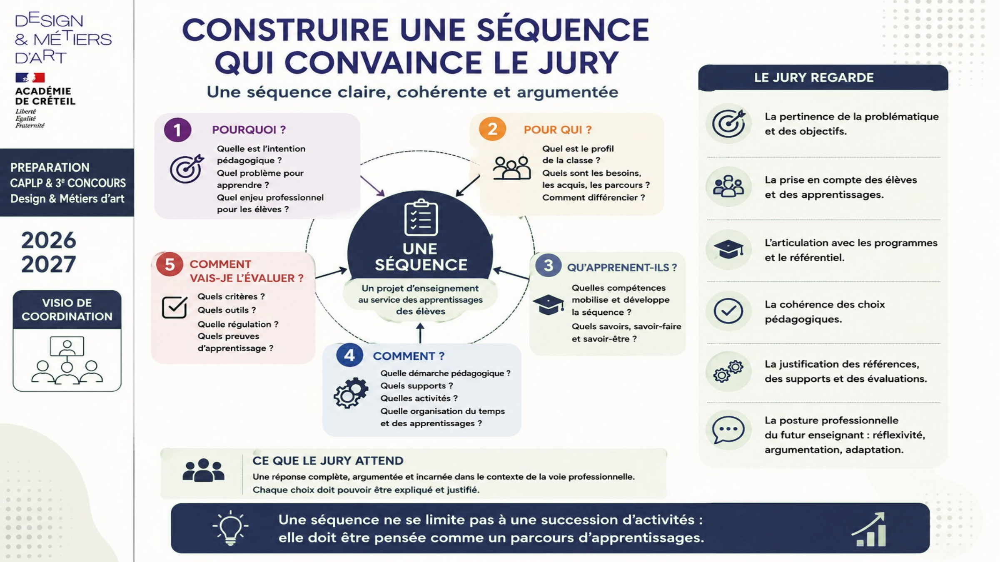 DESIGN
& MÉTIERS
D'ART
ACADÉMIE
DE CRÉTEIL
Liberté
Egalité
Fraternité
PREPARATION
CAPLP & 3ᵉ CONCOURS
Design & Métiers d'art
2026
2027
VISIO DE
COORDINATION
CONSTRUIRE UNE SÉQUENCE
QUI CONVAINCE LE JURY
Une séquence claire, cohérente et argumentée
1
POURQUOI ?
Quelle est l'intention
pédagogique ?
Quel problème pour
apprendre ?
Quel enjeu professionnel
pour les élèves ?
2
POUR QUI ?
Quel est le profil
de la classe ?
Quels sont les besoins,
les acquis, les parcours ?
Comment différencier ?
UNE
SÉQUENCE
Un projet d'enseignement
au service des apprentissages
des élèves
3
QU'APPRENENT-ILS ?
Quelles compétences
mobilise et développe
la séquence ?
Quels savoirs, savoir-faire
et savoir-être ?
4
COMMENT ?
Quelle démarche pédagogique ?
Quels supports ?
Quelles activités ?
Quelle organisation du temps
et des apprentissages ?
5
COMMENT
VAIS-JE L'ÉVALUER ?
Quels critères ?
Quels outils ?
Quelle régulation ?
Quels preuves
d'apprentissage ?
LE JURY REGARDE
La pertinence de la problématique
et des objectifs.
La prise en compte des élèves
et des apprentissages.
L'articulation avec les programmes
et le référentiel.
La cohérence des choix
pédagogiques.
La justification des références,
des supports et des évaluations.
La posture professionnelle
du futur enseignant : réflexivité,
argumentation, adaptation.
CE QUE LE JURY ATTEND
Une réponse complète, argumentée et incarnée dans le contexte de la voie professionnelle.
Chaque choix doit pouvoir être expliqué et justifié.
Une séquence ne se limite pas à une succession d'activités :
elle doit être pensée comme un parcours d'apprentissages.